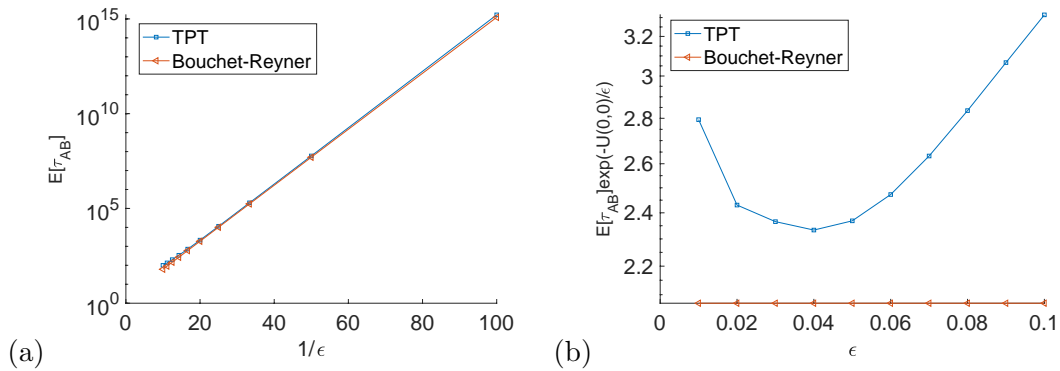 10^15
10^10
10^5
10^0
E[τ_AB]
TPT
Bouchet-Reyner
0 20 40 60 80 100
1/ϵ
(a)
3.2
3
2.8
2.6
2.4
2.2
E[τ_AB]exp(-U(0,0)/ϵ)
TPT
Bouchet-Reyner
0 0.02 0.04 0.06 0.08 0.1
ϵ
(b)